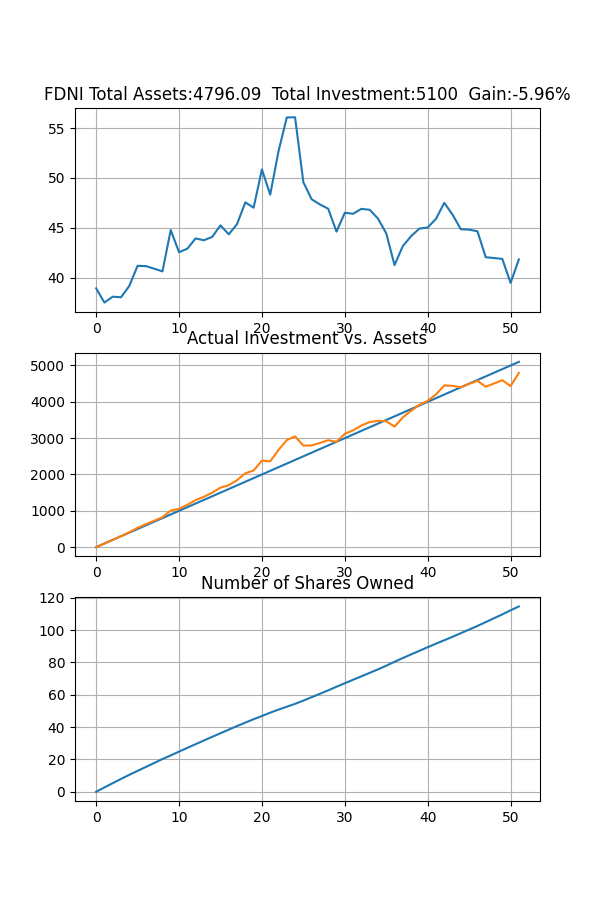 FDNI Total Assets:4796.09  Total Investment:5100  Gain:-5.96%
55
50
45
40
0 10 20 30 40 50
Actual Investment vs. Assets
5000
4000
3000
2000
1000
0
0 10 20 30 40 50
Number of Shares Owned
120
100
80
60
40
20
0
0 10 20 30 40 50